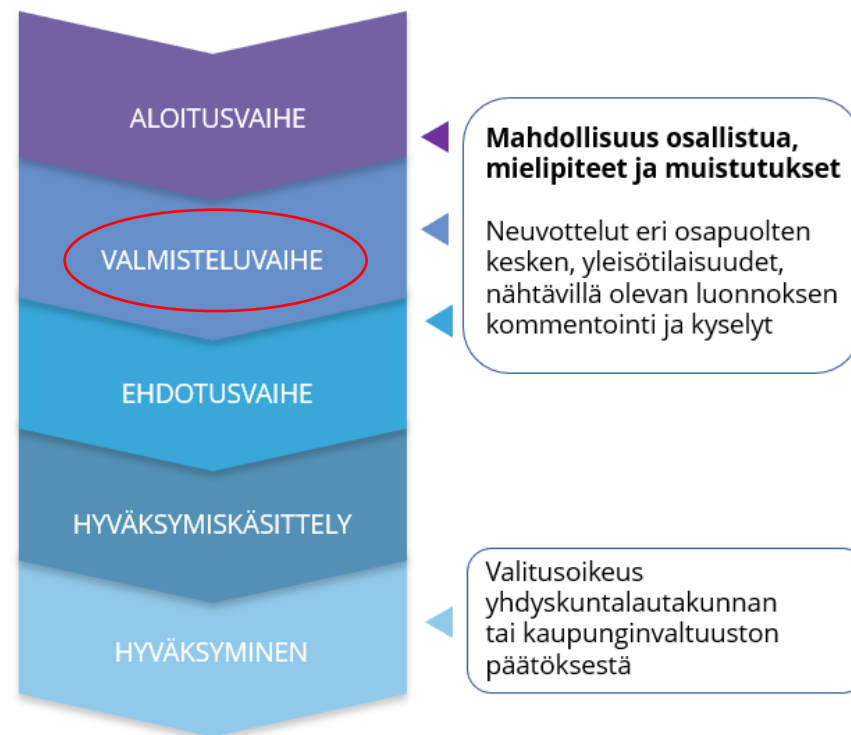 ALOITUSVAIHE
VALMISTELUVAIHE
EHDOTUSVAIHE
HYVÄKSYMISKÄSITTELY
HYVÄKSYMINEN
Mahdollisuus osallistua,
mielipiteet ja muistutukset
Neuvottelut eri osapuolten
kesken, yleisötilaisuudet,
nähtävillä olevan luonnoksen
kommentointi ja kyselyt
Valitusoikeus
yhdyskuntalautakunnan
tai kaupunginvaltuuston
päätöksestä